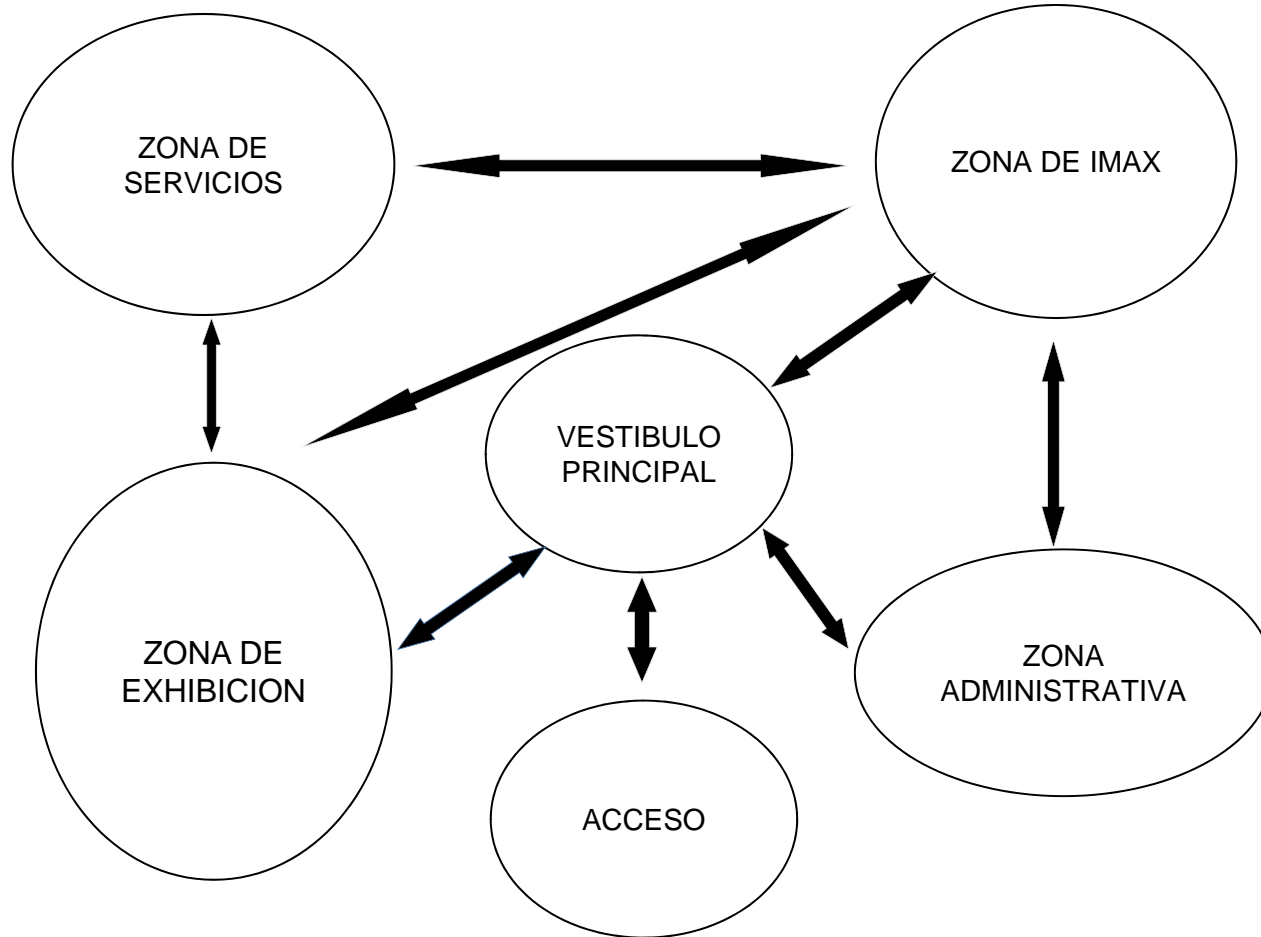 ZONA DE
SERVICIOS
ZONA DE IMAX
VESTIBULO
PRINCIPAL
ZONA DE
EXHIBICION
ZONA
ADMINISTRATIVA
ACCESO